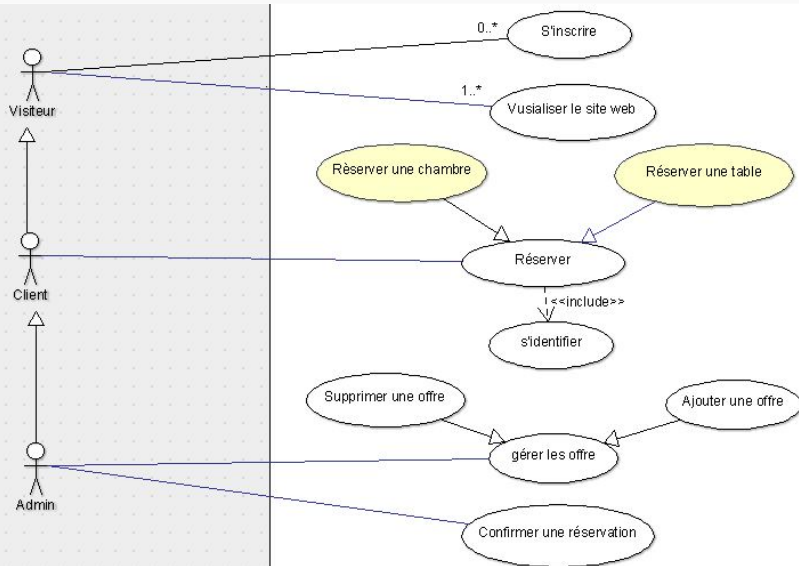 0..*
S'inscrire
Visiteur
1..*
Vusialiser le site web
Rèserver une chambre
Réserver une table
Réserver
Client
<<include>>
s'identifier
Supprimer une offre
Ajouter une offre
gérer les offre
Admin
Confirmer une réservation